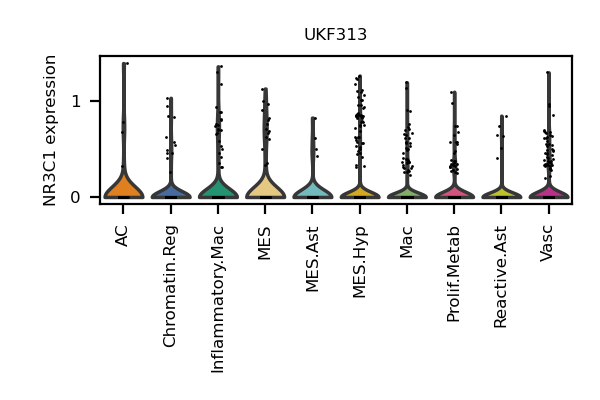 UKF313
NR3C1 expression
1
0
AC
Chromatin.Reg
Inflammatory.Mac
MES
MES.Ast
MES.Hyp
Mac
Prolif.Metab
Reactive.Ast
Vasc